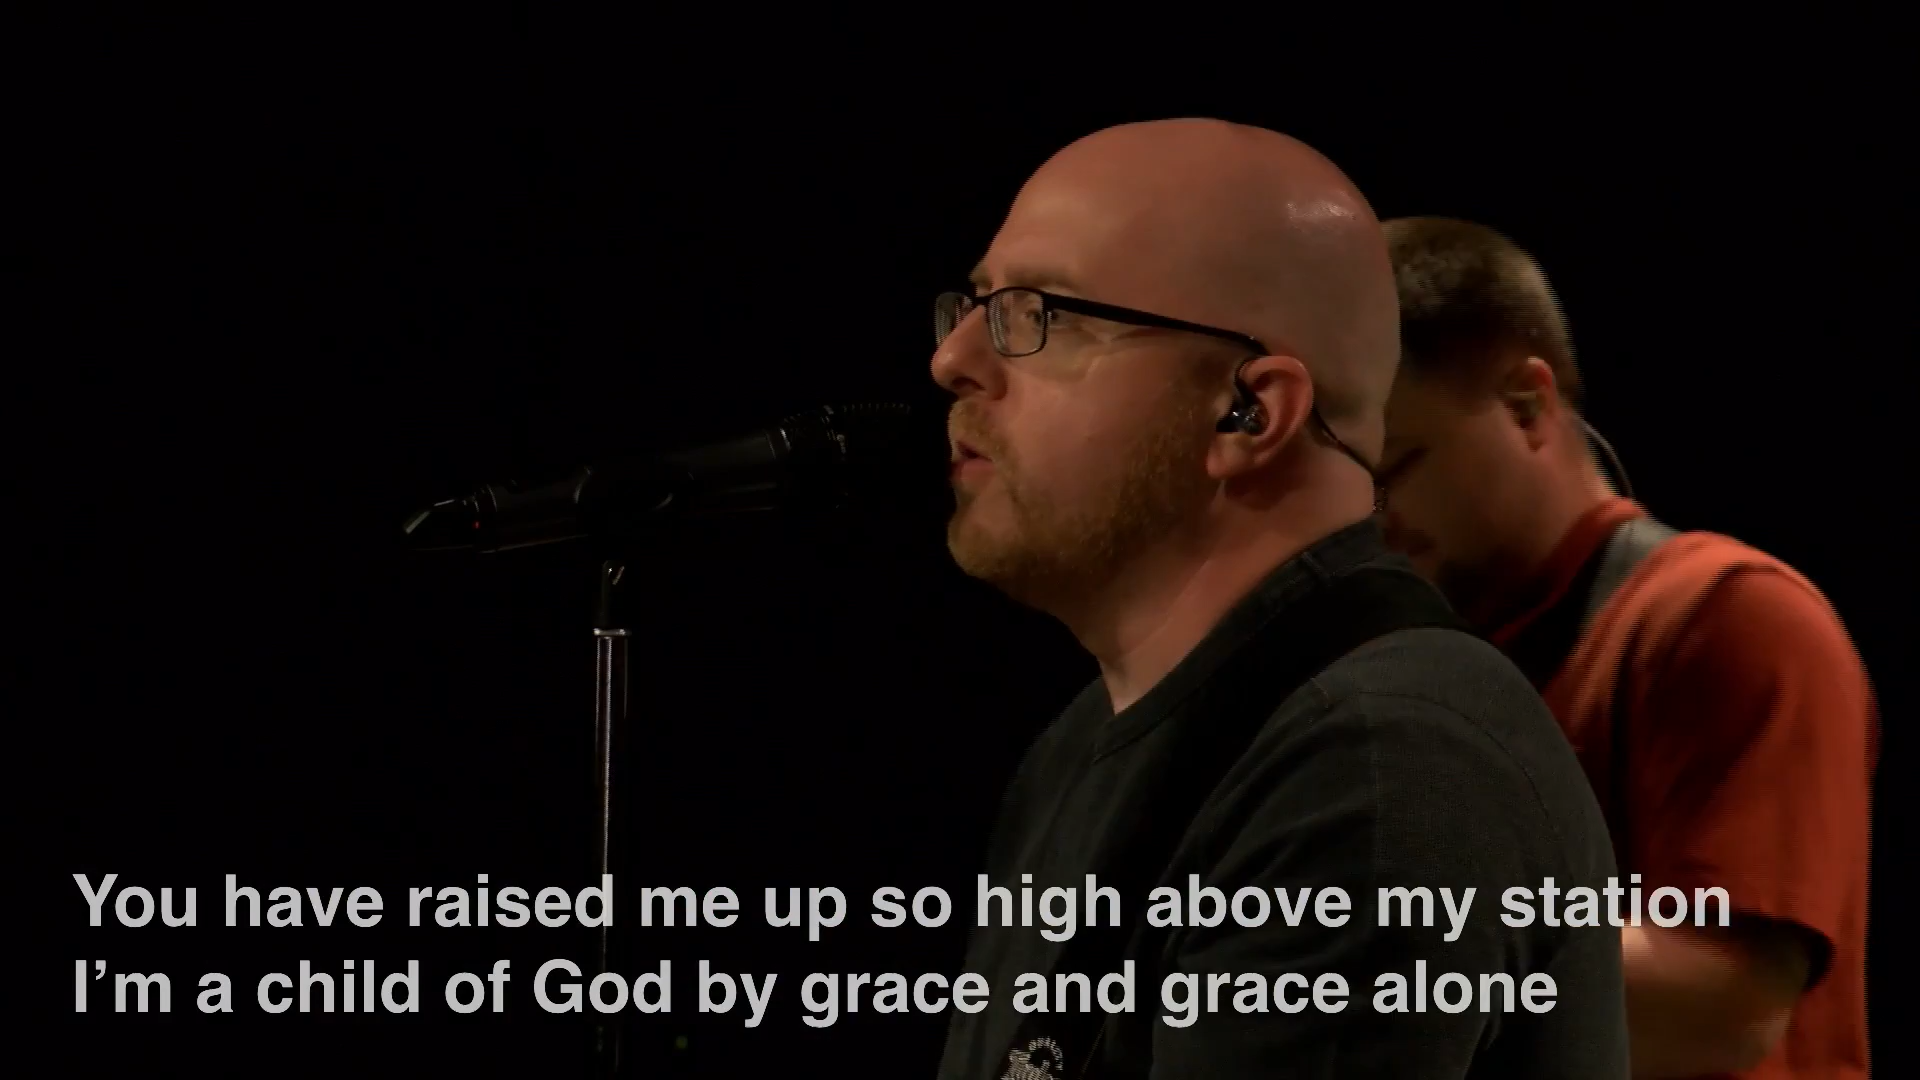 You have raised me up so high above my station
I’m a child of God by grace and grace alone